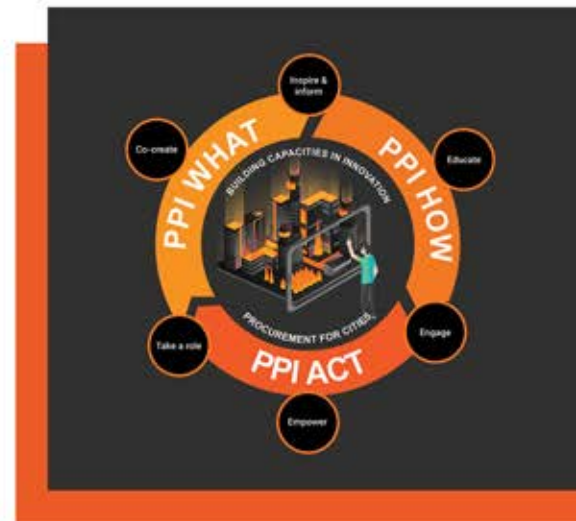 Inspire &
inform
Co-create
PPI WHAT
PPI HOW
Educate
BUILDING CAPACITIES IN INNOVATION
PROCUREMENT FOR CITIES
Take a role
PPI ACT
Engage
Empower